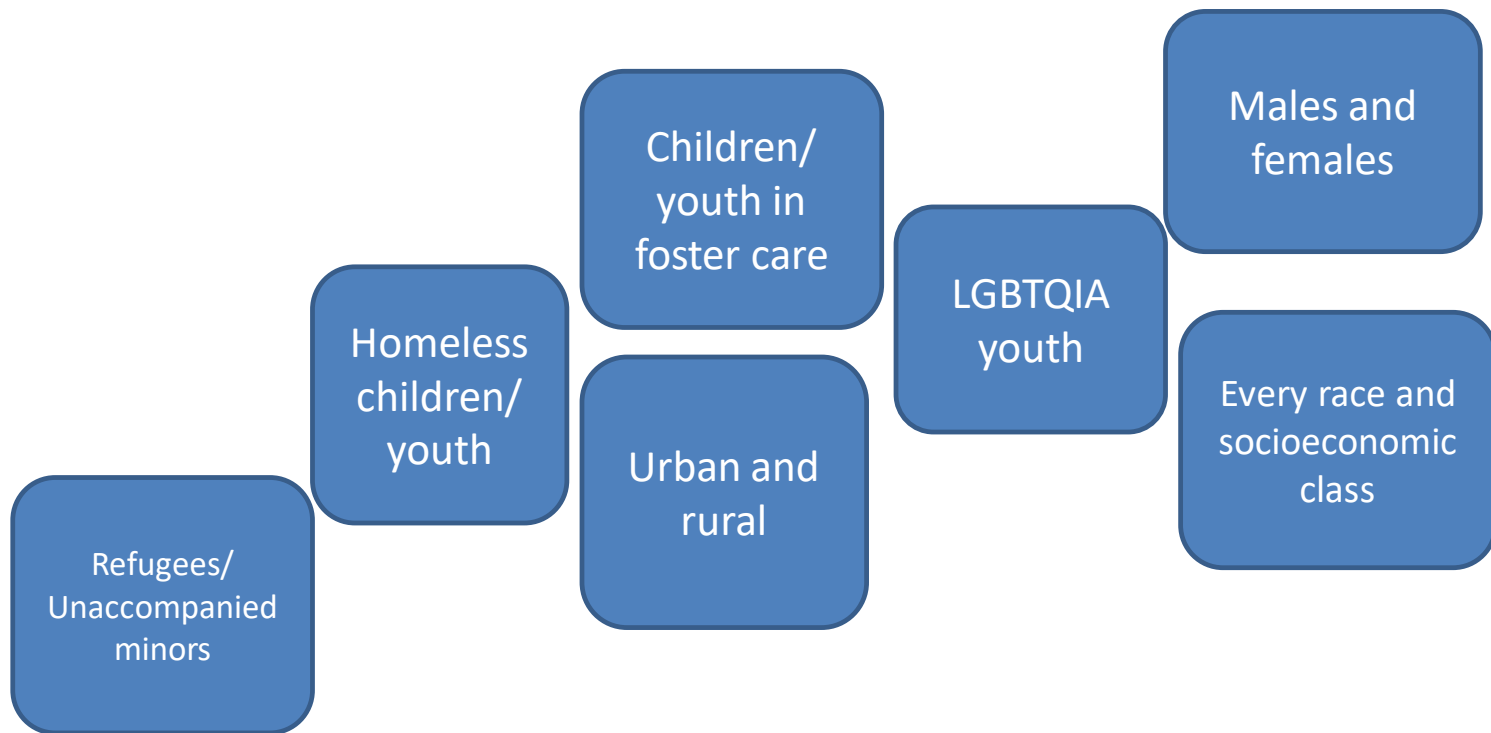 Refugees/
Unaccompanied
minors
Homeless
children/
youth
Children/
youth in
foster care
Urban and
rural
LGBTQIA
youth
Males and
females
Every race and
socioeconomic
class